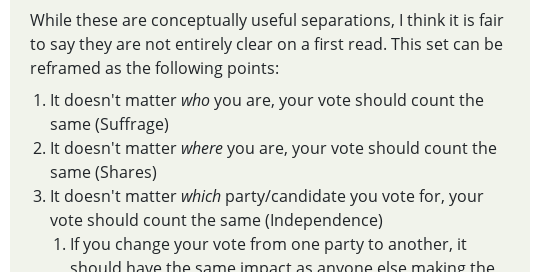 While these are conceptually useful separations, I think it is fair
to say they are not entirely clear on a first read. This set can be
reframed as the following points:
1. It doesn't matter who you are, your vote should count the
same (Suffrage)
2. It doesn't matter where you are, your vote should count the
same (Shares)
3. It doesn't matter which party/candidate you vote for, your
vote should count the same (Independence)
1. If you change your vote from one party to another, it
should have the same impact as anyone else making the